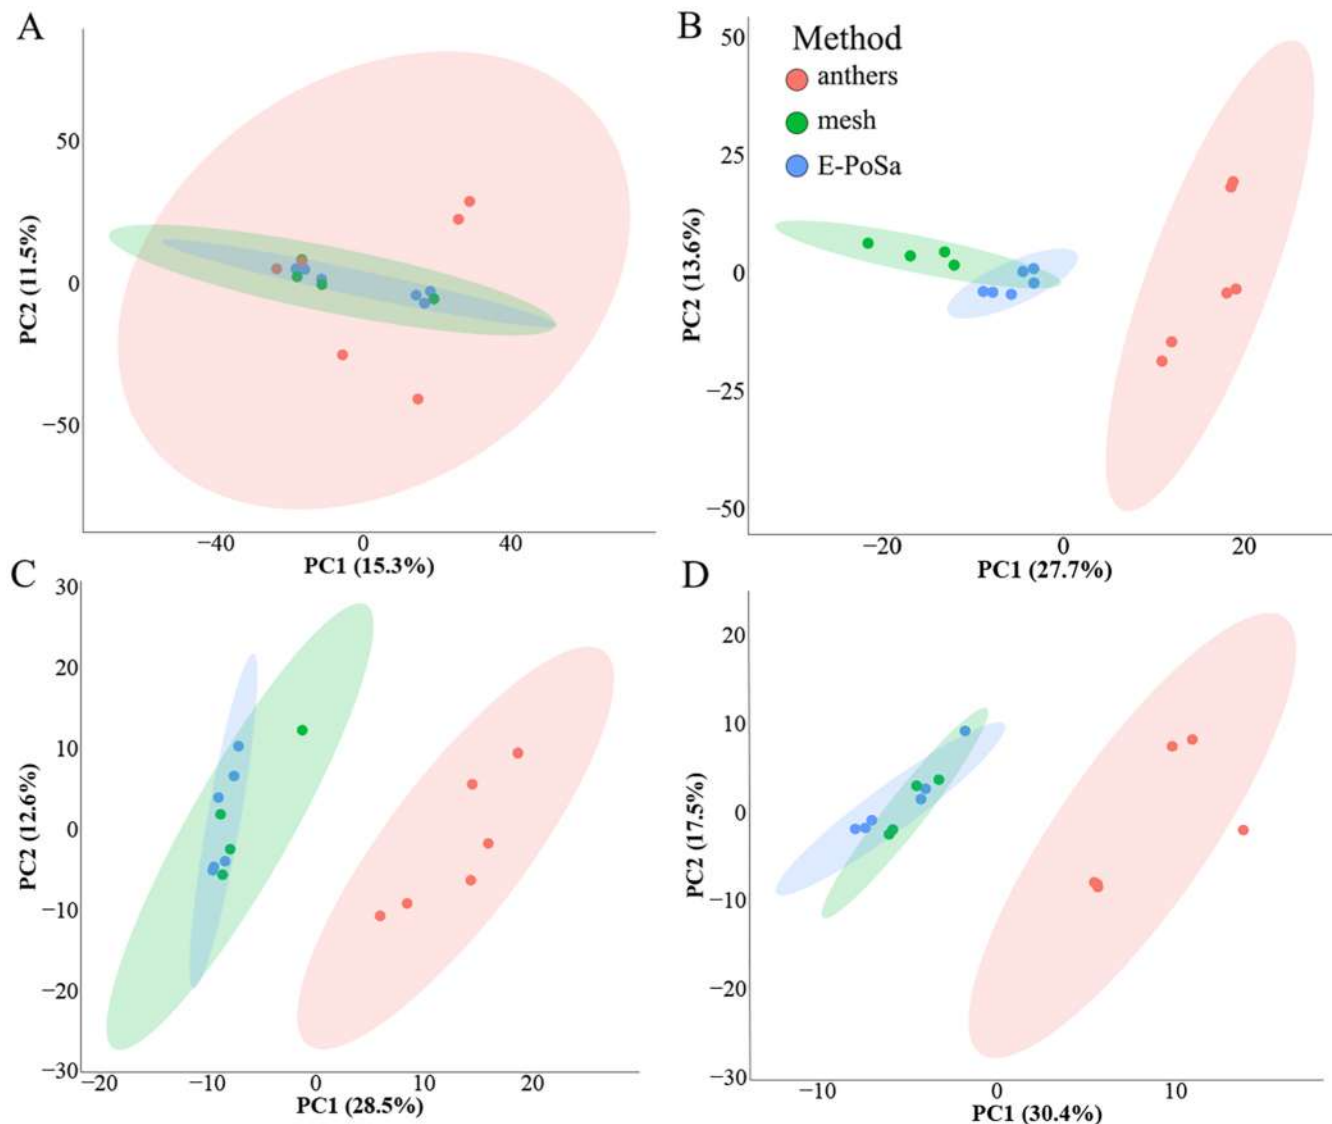 A
50
0
−50
PC2 (11.5%)
−40
0
40
PC1 (15.3%)
B
Method
anthers
mesh
E-PoSa
50
25
0
−25
−50
PC2 (13.6%)
−20
0
20
PC1 (27.7%)
C
30
20
10
0
−10
−20
−30
PC2 (12.6%)
−20
−10
0
10
20
PC1 (28.5%)
D
20
10
0
−10
−20
−30
PC2 (17.5%)
−10
0
10
PC1 (30.4%)